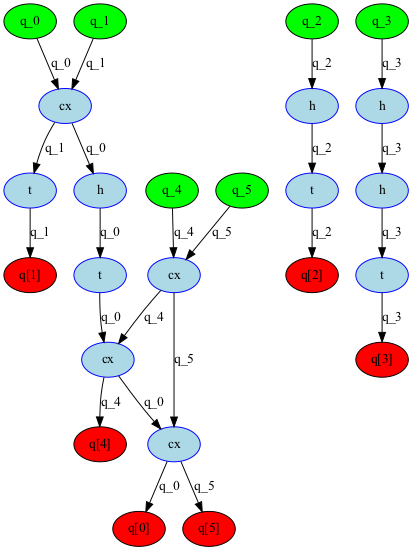 q_0 q_1 q_2 q_3
q_0 q_1 q_2 q_3
cx h h
q_1 q_0 q_2 q_3
t h q_4 q_5 t h
q_1 q_0 q_4 q_5 q_2 q_3
q[1] t cx q[2] t
q_0 q_4 q_5 q_3
cx q[3]
q_4 q_0
q[4] cx
q_0 q_5
q[0] q[5]